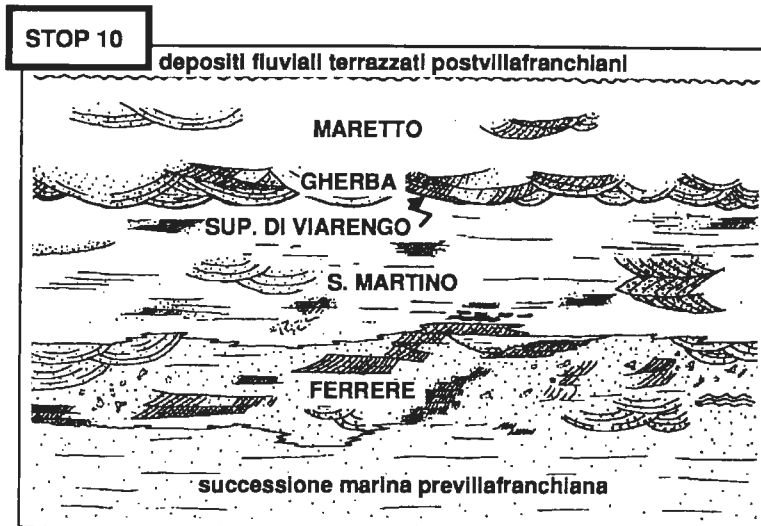 STOP 10
depositi fluviali terrazzati postvillafranchiani
MARETTO
GHERBA
SUP. DI VIARENGO
S. MARTINO
FERRERE
successione marina previllafranchiana